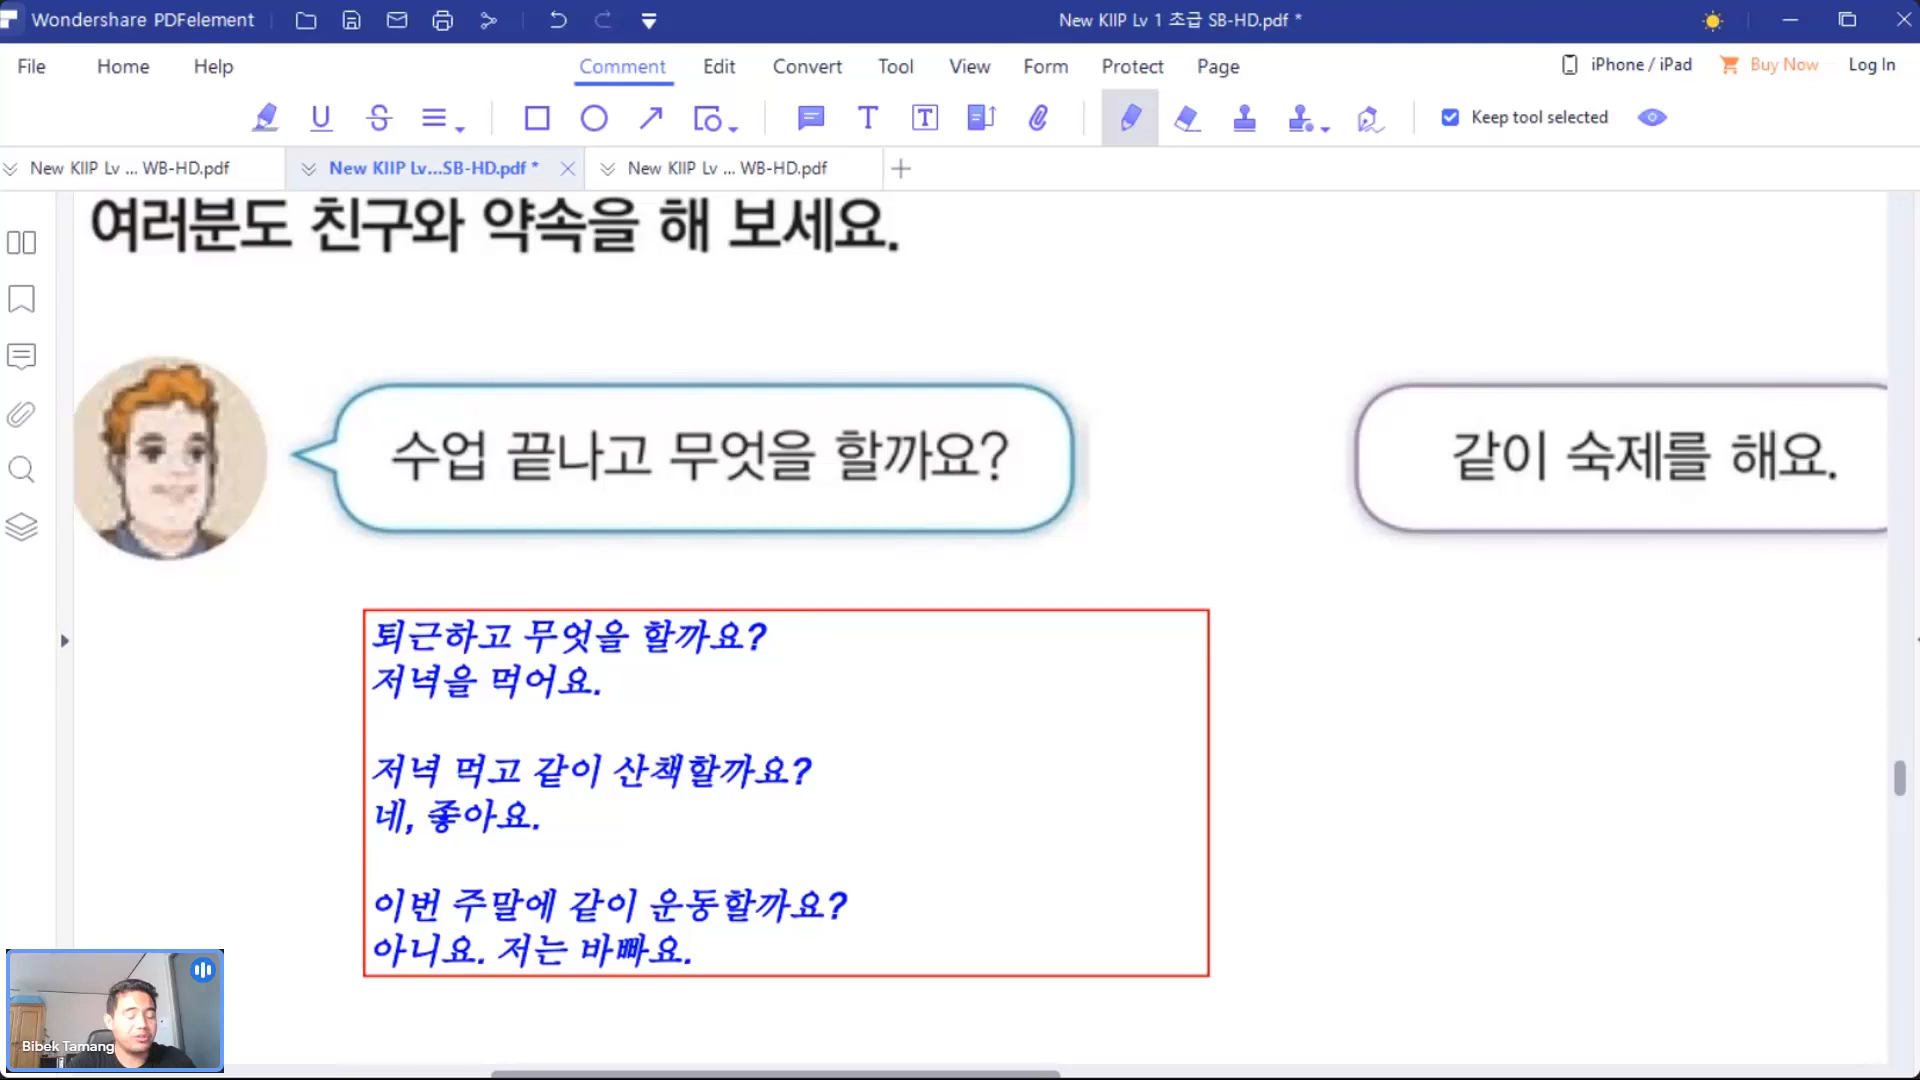 Wondershare PDFelement
New KIIP Lv 1 초급 SB-HD.pdf *
File Home Help Comment Edit Convert Tool View Form Protect Page iPhone / iPad Buy Now Log In
Keep tool selected
New KIIP Lv ... WB-HD.pdf New KIIP Lv...SB-HD.pdf * New KIIP Lv ... WB-HD.pdf
여러분도 친구와 약속을 해 보세요.
수업 끝나고 무엇을 할까요?
같이 숙제를 해요.
퇴근하고 무엇을 할까요?
저녁을 먹어요.
저녁 먹고 같이 산책할까요?
네, 좋아요.
이번 주말에 같이 운동할까요?
아니요. 저는 바빠요.
Bibek Tamang